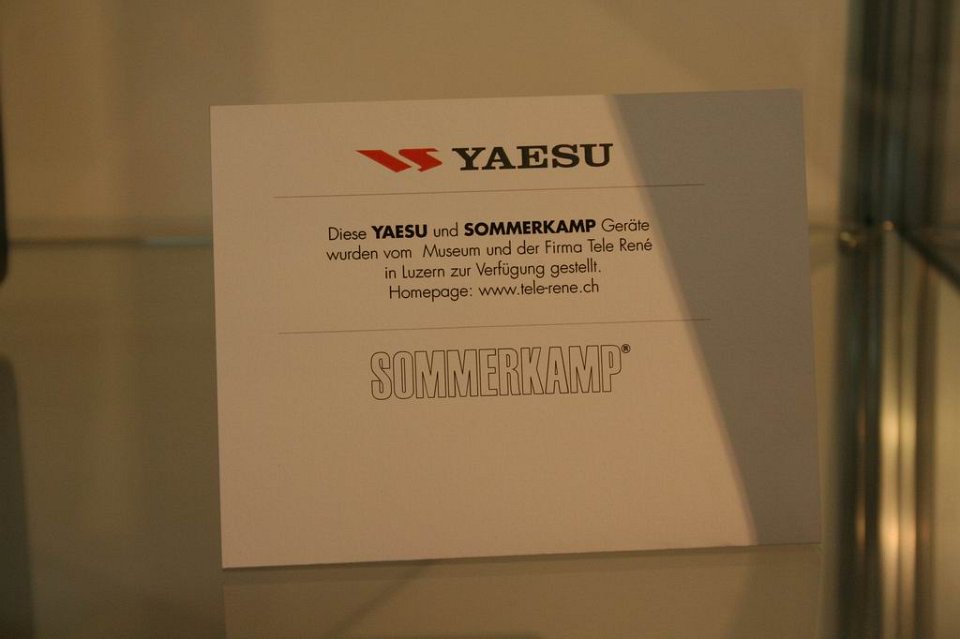 YAESU
Diese YAESU und SOMMERKAMP Geräte
wurden vom Museum und der Firma Tele René
in Luzern zur Verfügung gestellt.
Homepage: www.tele-rene.ch
SOMMERKAMP®